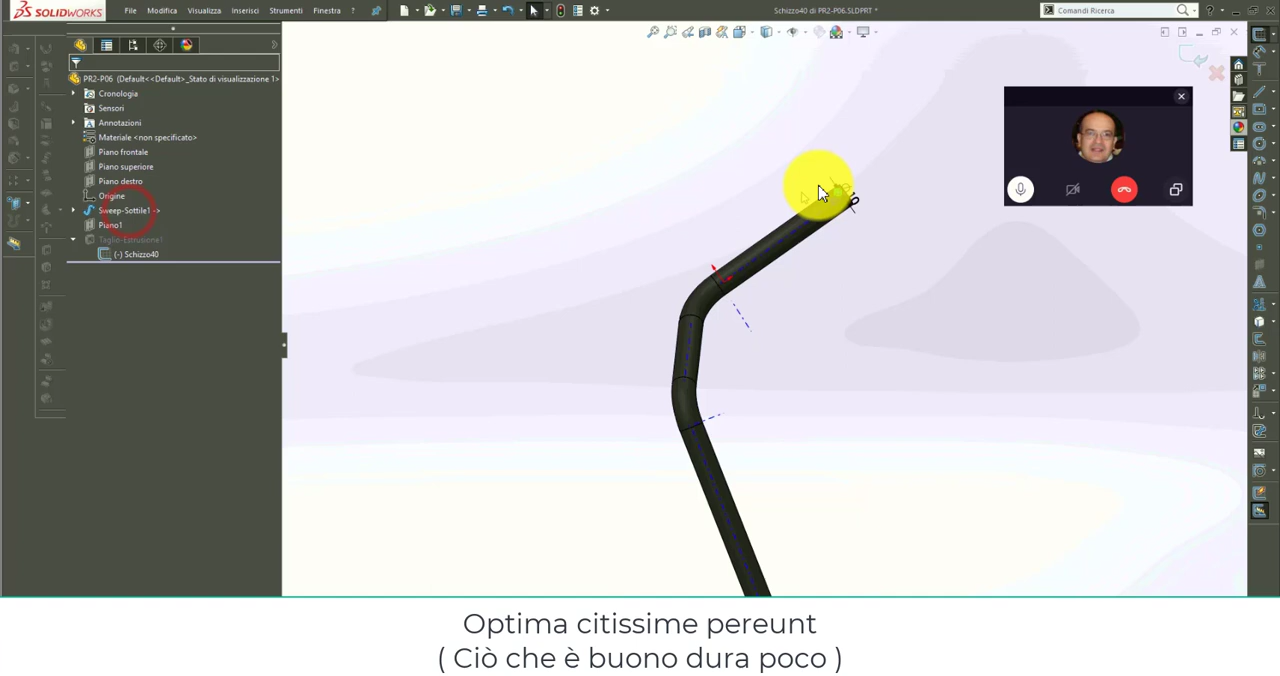 SOLIDWORKS File Modifica Visualizza Inserisci Strumenti Finestra ? Schizzo40 di PR2-P06.SLDPRT * Comandi Ricerca ?
PR2-P06 (Default<<Default>_Stato di visualizzazione 1>
Cronologia
Sensori
Annotazioni
Materiale <non specificato>
Piano frontale
Piano superiore
Piano destro
Origine
Sweep-Sottile1 ->
Piano1
Taglio-Estrusione1
(-) Schizzo40
Optima citissime pereunt
( Ciò che è buono dura poco )